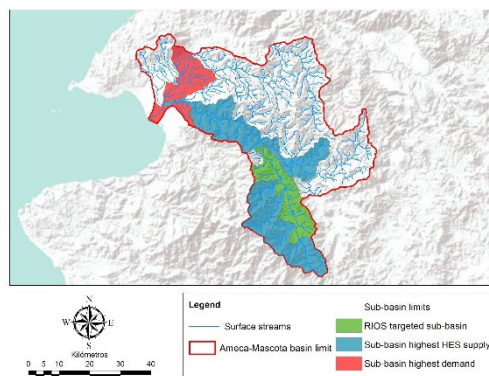 N
W
E
S
Kilómetros
0 5 10 20 30 40
Legend
Surface streams
Ameca-Mascota basin limit
Sub-basin limits
RIOS targeted sub-basin
Sub-basin highest HES supply
Sub-basin highest demand